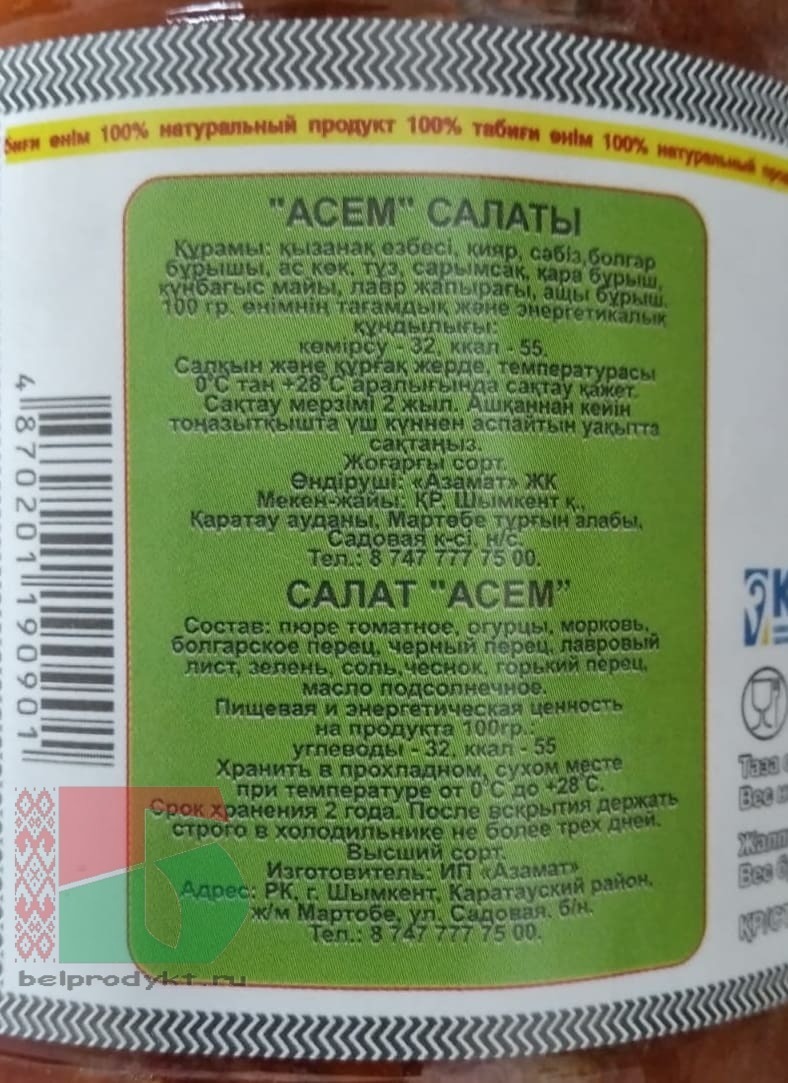 өнім 100% натуральный продукт 100% табиғи өнім 100% натуральный
"АСЕМ" САЛАТЫ
Құрамы: қызанақ езбесі, қияр, сәбіз,болгар
бұрышы, ас көк, тұз, сарымсақ, қара бұрыш,
күнбағыс майы, лавр жапырағы, ащы бұрыш.
100 гр. өнімнің тағамдық және энергетикалық
құндылығы:
көмірсу - 32, ккал - 55.
Салқын және құрғақ жерде, температурасы
0°С тан +28°С аралығында сақтау қажет.
Сақтау мерзімі 2 жыл. Ашқаннан кейін
тоңазытқышта үш күннен аспайтын уақытта
сақтаңыз.
Жоғарғы сорт.
Өндіруші: «Азамат» ЖК
Мекен-жайы: ҚР, Шымкент қ.,
Қаратау ауданы, Мартөбе тұрғын алабы,
Садовая к-сі, н/с.
Тел.: 8 747 777 75 00.
САЛАТ "АСЕМ”
Состав: пюре томатное, огурцы, морковь,
болгарское перец, черный перец, лавровый
лист, зелень, соль,чеснок, горький перец,
масло подсолнечное.
Пищевая и энергетическая ценность
на продукта 100гр.:
углеводы - 32, ккал - 55
Хранить в прохладном, сухом месте
при температуре от 0°С до +28°С.
Срок хранения 2 года. После вскрытия держать
строго в холодильнике не более трех дней.
Высший сорт.
Изготовитель: ИП «Азамат»
Адрес: РК, г. Шымкент, Каратауский район,
ж/м Мартобе, ул. Садовая, б/н.
Тел.: 8 747 777 75 00.
4 870201 190901
Таза
Вес
Вес
belprodykt.ru